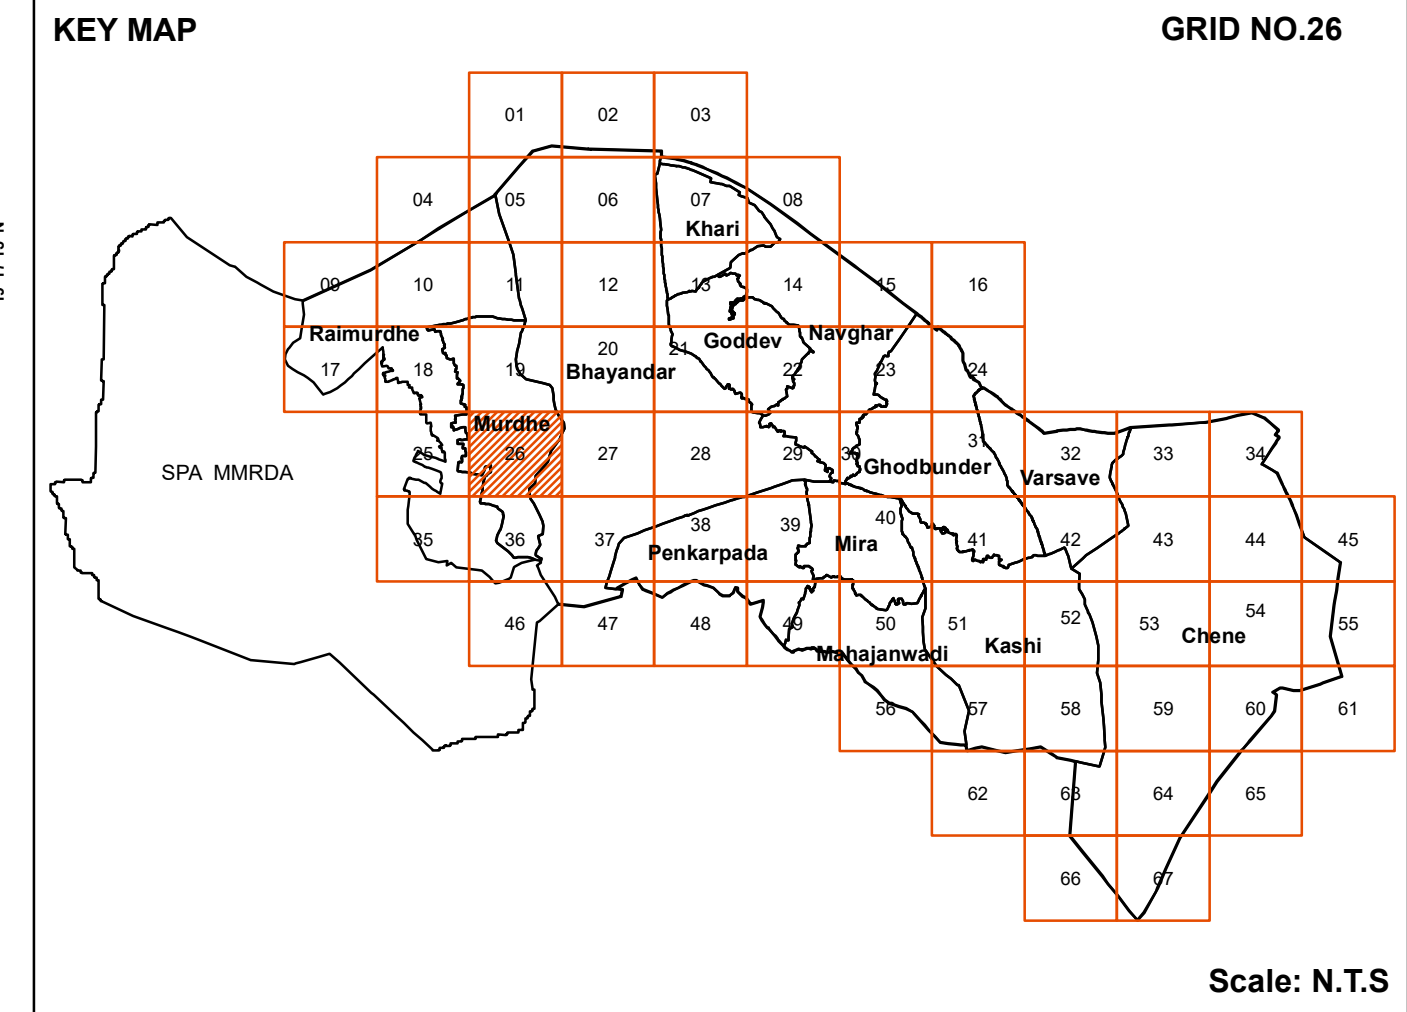 KEY MAP
GRID NO.26
01 02 03
04 05 06 07 08
Khari
09 10 11 12 13 14 15 16
Raimurdhe Goddev Navghar
17 18 19 20 21 22 23 24
Bhayandar
Murdhe
25 26 27 28 29 30 31 32 33 34
SPA MMRDA
Ghodbunder Varsave
35 36 37 38 39 40 41 42 43 44 45
Penkarpada Mira
46 47 48 49 50 51 52 53 54 55
Mahajanwadi Kashi Chene
56 57 58 59 60 61
62 63 64 65
66 67
Scale: N.T.S